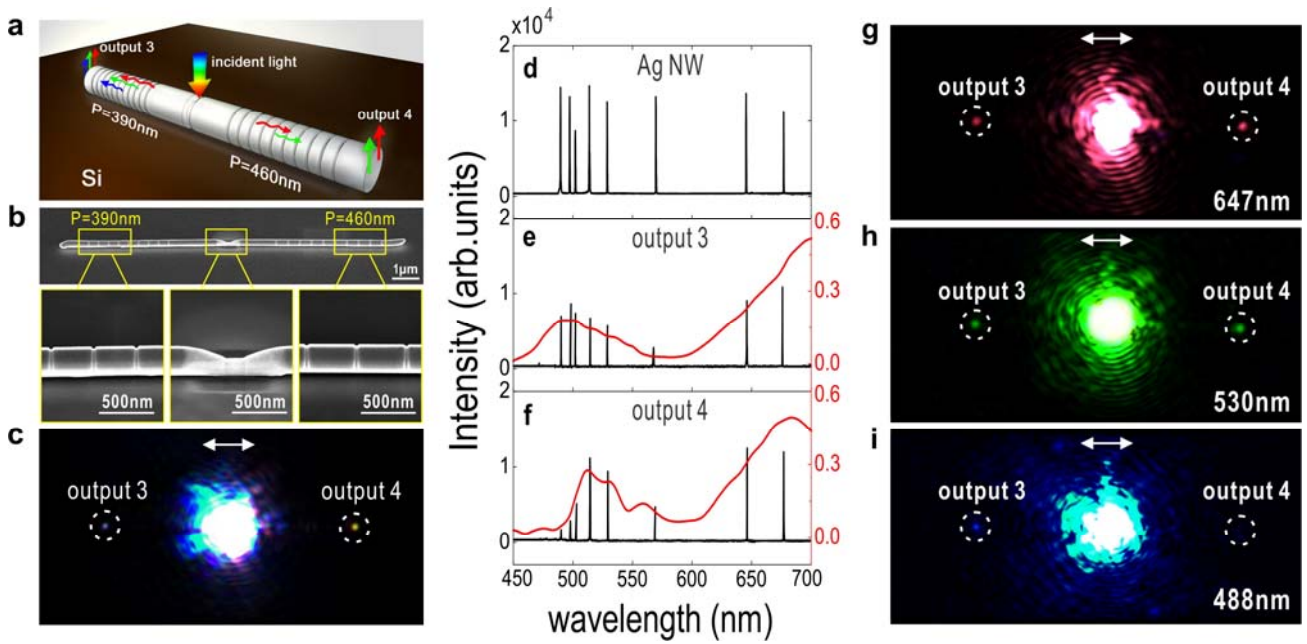 a
output 3
incident light
output 4
P=390nm
P=460nm
Si
b
P=390nm
P=460nm
1μm
500nm
500nm
500nm
c
output 3
output 4
x10⁴
d
Ag NW
2
1
0
e
output 3
2
1
0
0.6
0.3
0.0
f
output 4
2
1
0
0.6
0.3
0.0
Intensity (arb.units)
450 500 550 600 650 700
wavelength (nm)
g
output 3
output 4
647nm
h
output 3
output 4
530nm
i
output 3
output 4
488nm